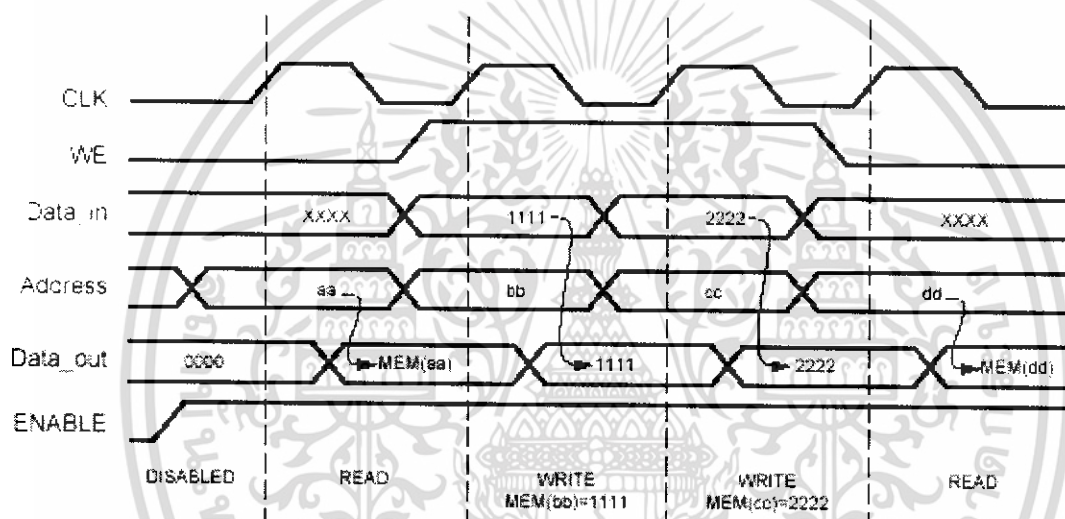 CLK
WE
Data_in XXXX 1111 2222 XXXX
Address aa bb cc dd
Data_out 0000 MEM(aa) 1111 2222 MEM(dd)
ENABLE
DISABLED READ WRITE WRITE READ
MEM(bb)=1111 MEM(cc)=2222